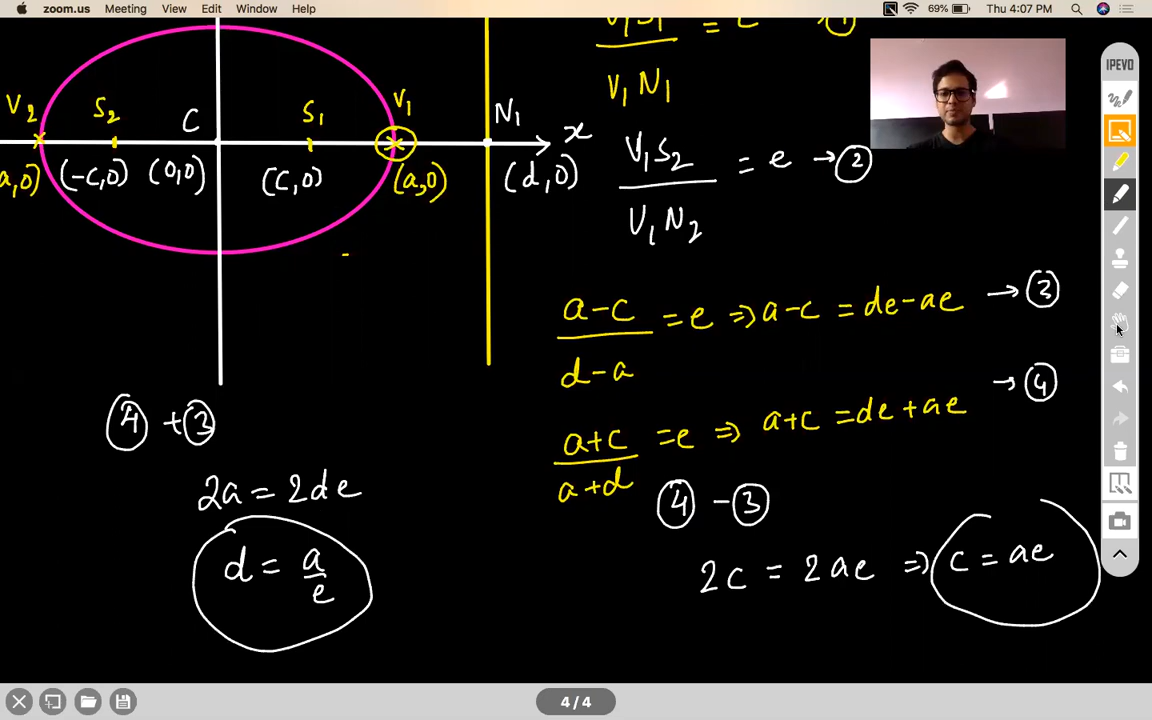 zoom.us Meeting View Edit Window Help 69% Thu 4:07 PM
IPEVO
V₁N₁
V₂ S₂ C S₁ V₁ N₁ x
a,0) (-c,0) (0,0) (c,0) (a,0) (d,0)
V₁S₂ / V₁N₂ = e → ②
(a-c)/(d-a) = e ⇒ a-c = de-ae → ③
(a+c)/(a+d) = e ⇒ a+c = de+ae → ④
④ + ③
2a = 2de
d = a/e
④ - ③
2c = 2ae ⇒ c = ae
4/4